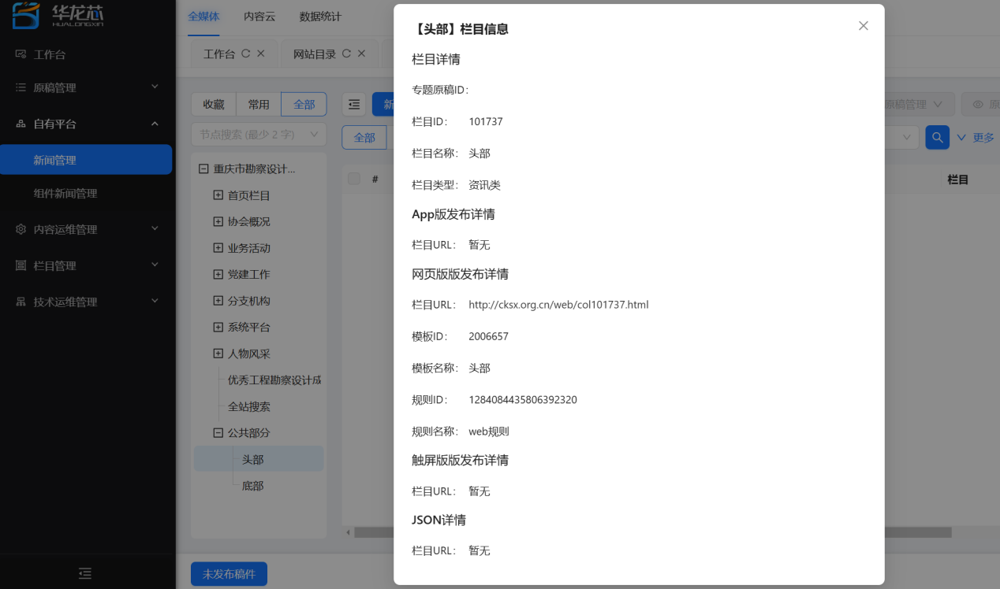 华龙芯
HUALONGXIN
工作台
原稿管理
自有平台
新闻管理
组件新闻管理
内容运维管理
栏目管理
技术运维管理
全媒体 内容云 数据统计
工作台 网站目录
收藏 常用 全部
节点搜索 (最少 2 字)
重庆市勘察设计...
首页栏目
协会概况
业务活动
党建工作
分支机构
系统平台
人物风采
优秀工程勘察设计成
全站搜索
公共部分
头部
底部
新
全部
#
原稿管理
原
更多
栏目
未发布稿件
【头部】栏目信息
栏目详情
专题原稿ID：
栏目ID： 101737
栏目名称： 头部
栏目类型： 资讯类
App版发布详情
栏目URL： 暂无
网页版版发布详情
栏目URL： http://cksx.org.cn/web/col101737.html
模板ID： 2006657
模板名称： 头部
规则ID： 1284084435806392320
规则名称： web规则
触屏版版发布详情
栏目URL： 暂无
JSON详情
栏目URL： 暂无